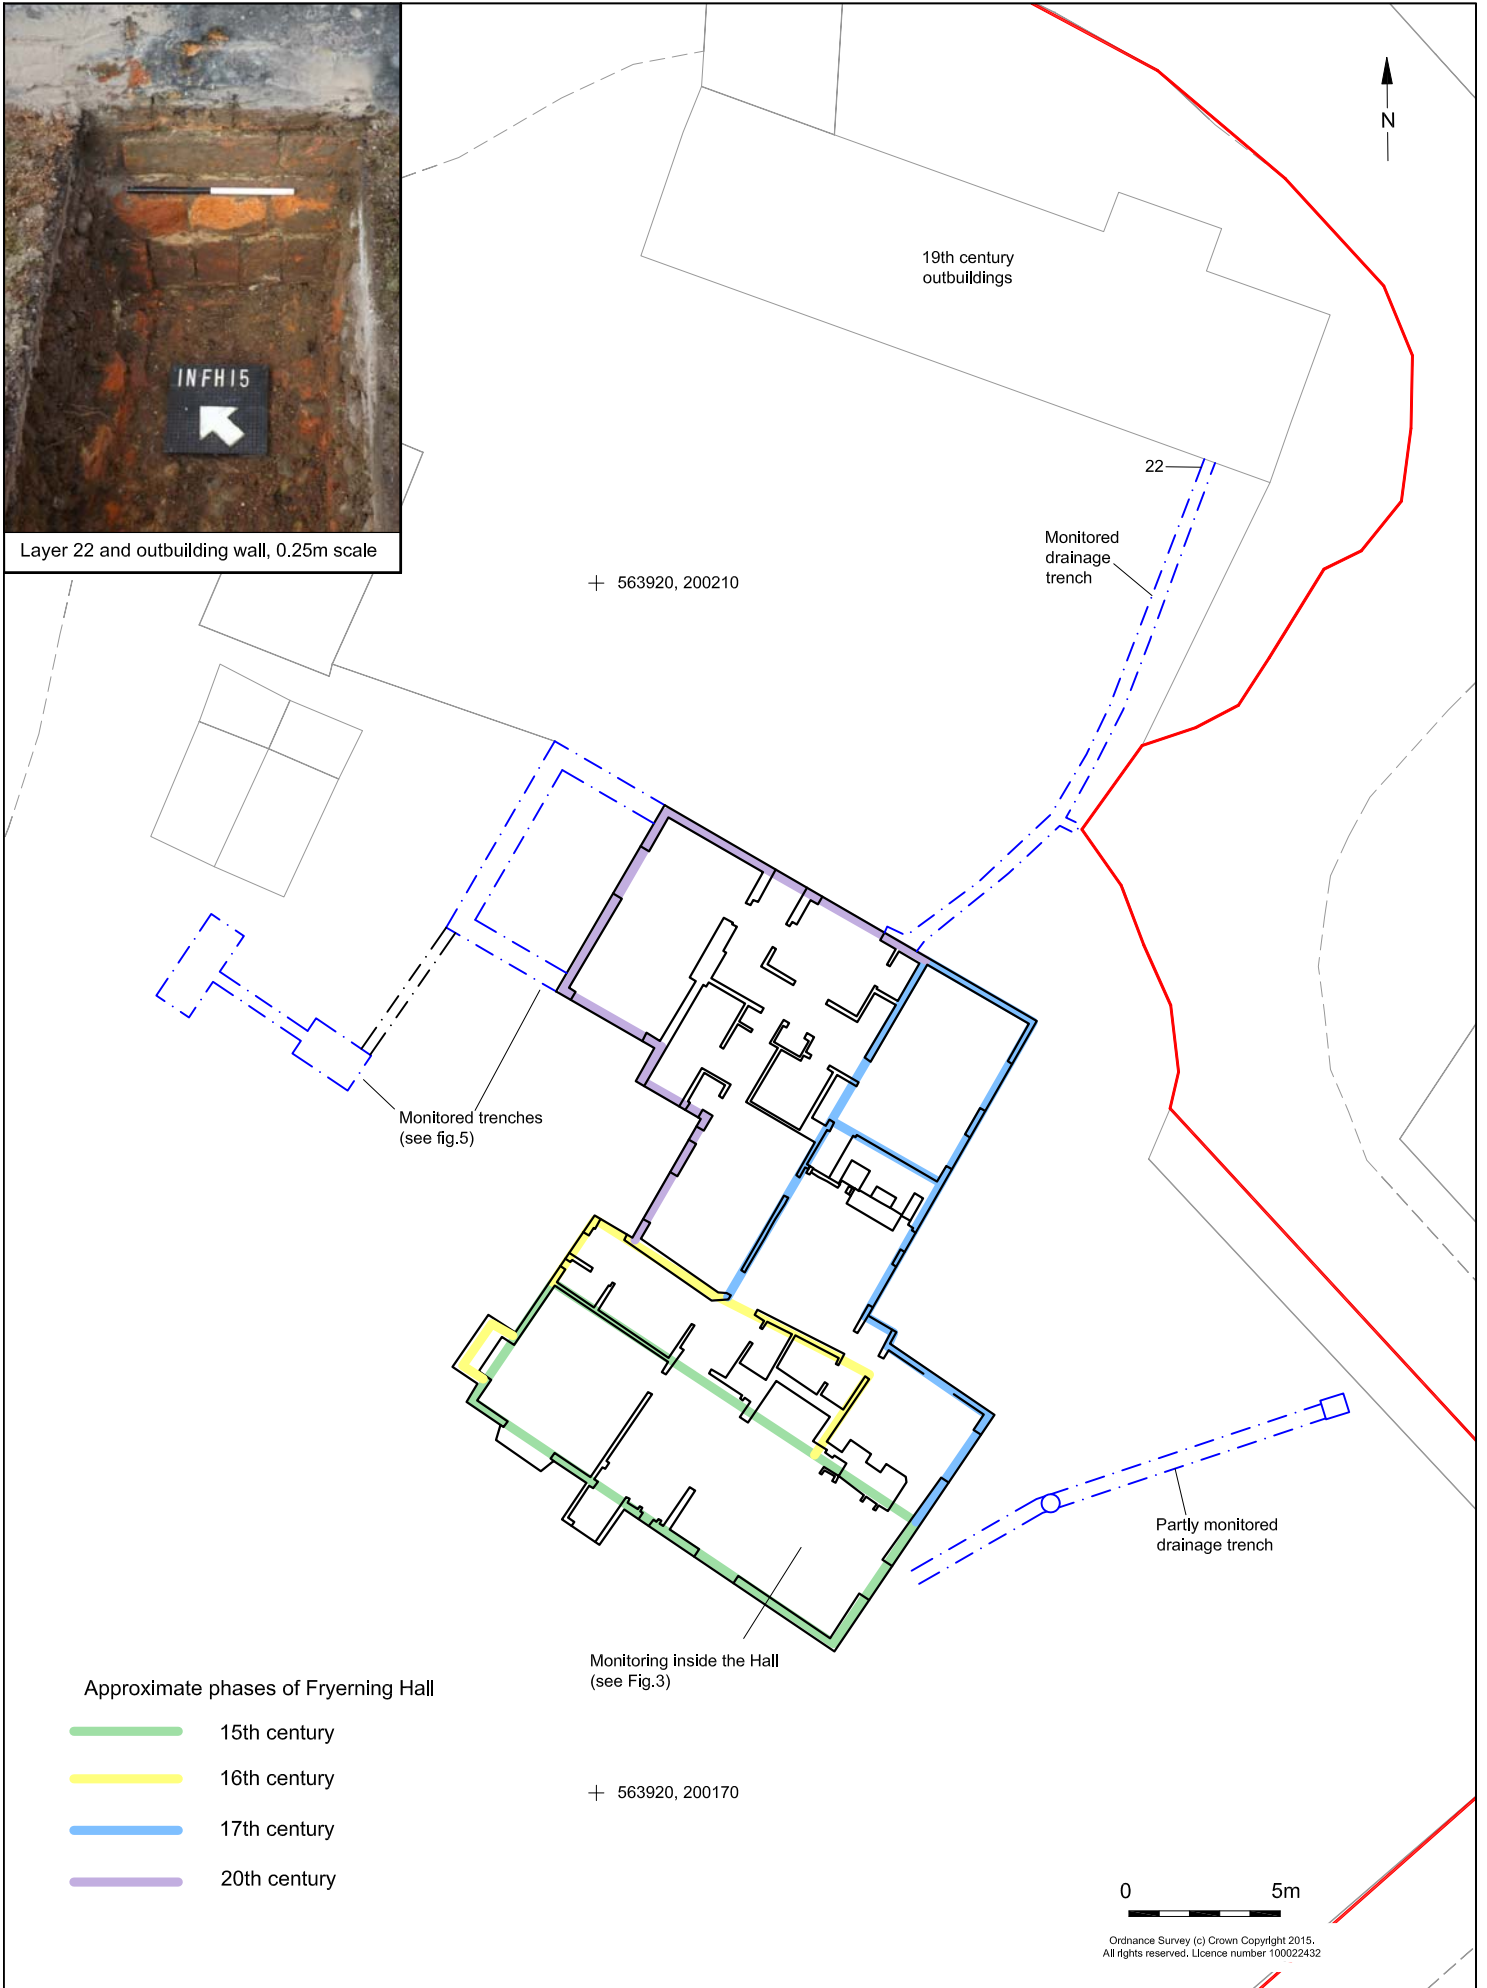 INFH15
Layer 22 and outbuilding wall, 0.25m scale
N
19th century
outbuildings
22
Monitored
drainage
trench
563920, 200210
Monitored trenches
(see fig.5)
Partly monitored
drainage trench
Monitoring inside the Hall
(see Fig.3)
Approximate phases of Fryerning Hall
15th century
16th century
17th century
20th century
563920, 200170
0 5m
Ordnance Survey (c) Crown Copyright 2015.
All rights reserved. Licence number 100022432